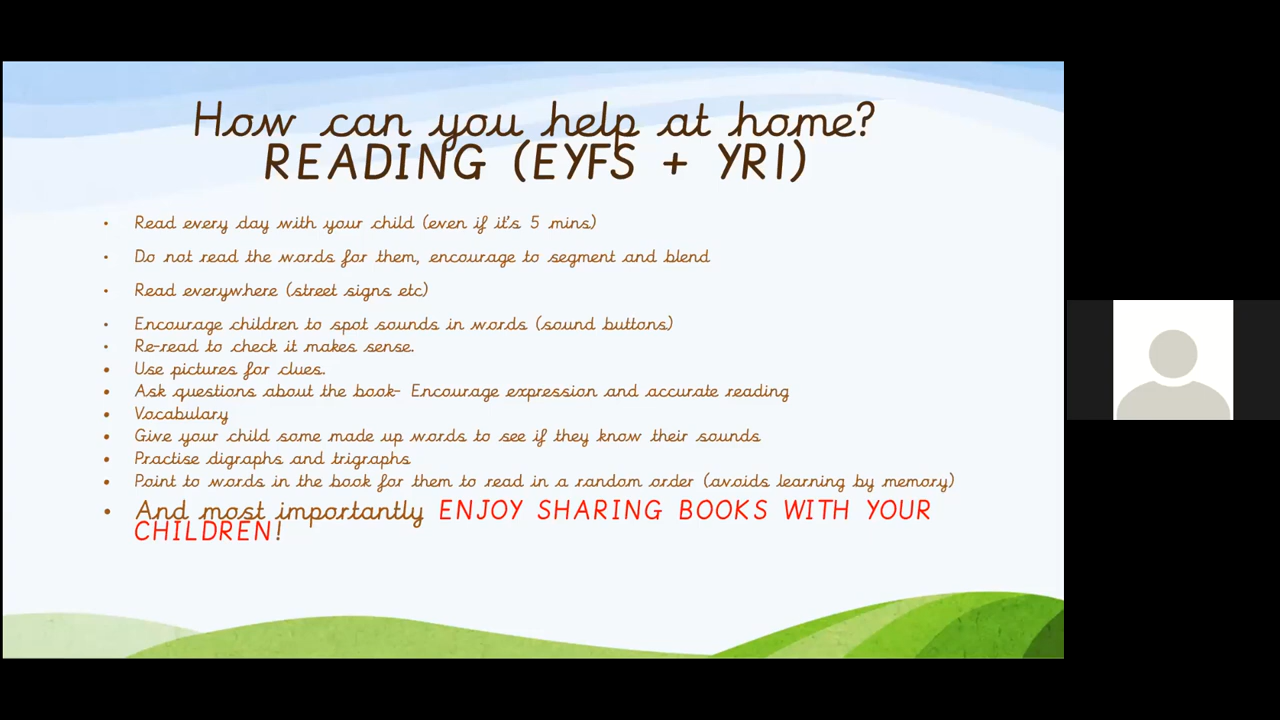 How can you help at home?
READING (EYFS + YR1)
• Read every day with your child (even if it's 5 mins)
• Do not read the words for them, encourage to segment and blend
• Read everywhere (street signs etc)
• Encourage children to spot sounds in words (sound buttons)
• Re-read to check it makes sense.
• Use pictures for clues.
• Ask questions about the book- Encourage expression and accurate reading
• Vocabulary
• Give your child some made up words to see if they know their sounds
• Practise digraphs and trigraphs
• Point to words in the book for them to read in a random order (avoids learning by memory)
• And most importantly ENJOY SHARING BOOKS WITH YOUR
CHILDREN!